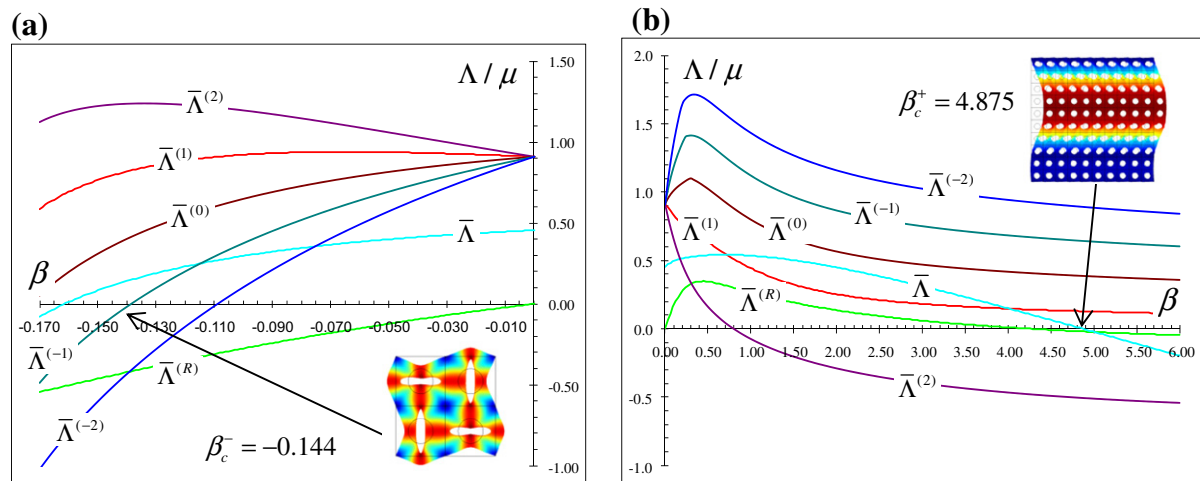 (a)
Λ / μ
1.50
1.00
0.50
0.00
-0.50
-1.00
β
-0.170 -0.150 -0.130 -0.110 -0.090 -0.070 -0.050 -0.030 -0.010
Λ̄⁽²⁾
Λ̄⁽¹⁾
Λ̄⁽⁰⁾
Λ̄
Λ̄⁽⁻¹⁾
Λ̄⁽ᴿ⁾
Λ̄⁽⁻²⁾
β_c⁻ = −0.144
(b)
Λ / μ
2.0
1.5
1.0
0.5
0.0
-0.5
-1.0
β_c⁺ = 4.875
Λ̄⁽⁻²⁾
Λ̄⁽⁻¹⁾
Λ̄⁽¹⁾
Λ̄⁽⁰⁾
Λ̄
Λ̄⁽ᴿ⁾
β
0.00 0.50 1.00 1.50 2.00 2.50 3.00 3.50 4.00 4.50 5.00 5.50 6.00
Λ̄⁽²⁾